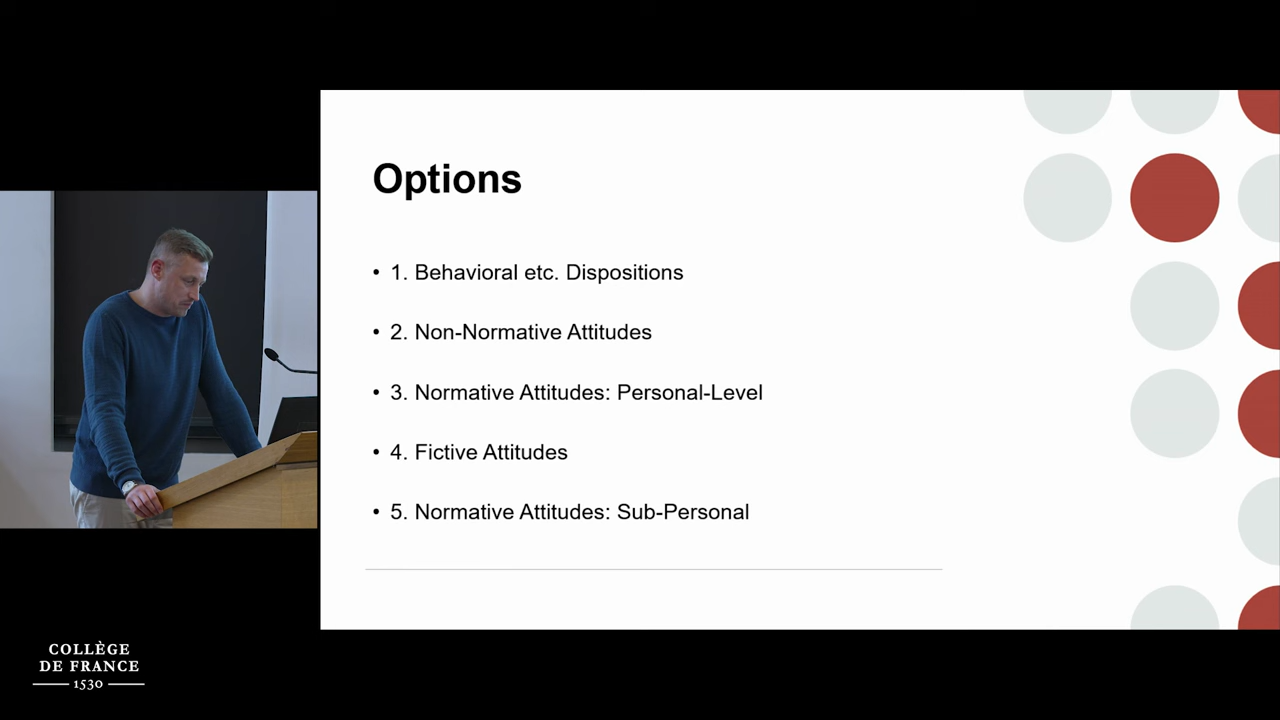 Options
• 1. Behavioral etc. Dispositions
• 2. Non-Normative Attitudes
• 3. Normative Attitudes: Personal-Level
• 4. Fictive Attitudes
• 5. Normative Attitudes: Sub-Personal
COLLÈGE
DE FRANCE
1530